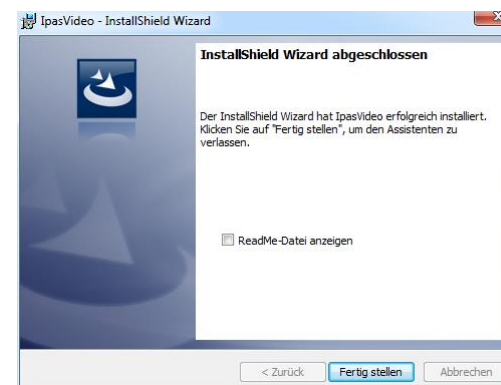 IpasVideo - InstallShield Wizard
InstallShield Wizard abgeschlossen
Der InstallShield Wizard hat IpasVideo erfolgreich installiert.
Klicken Sie auf "Fertig stellen", um den Assistenten zu
verlassen.
ReadMe-Datei anzeigen
< Zurück Fertig stellen Abbrechen